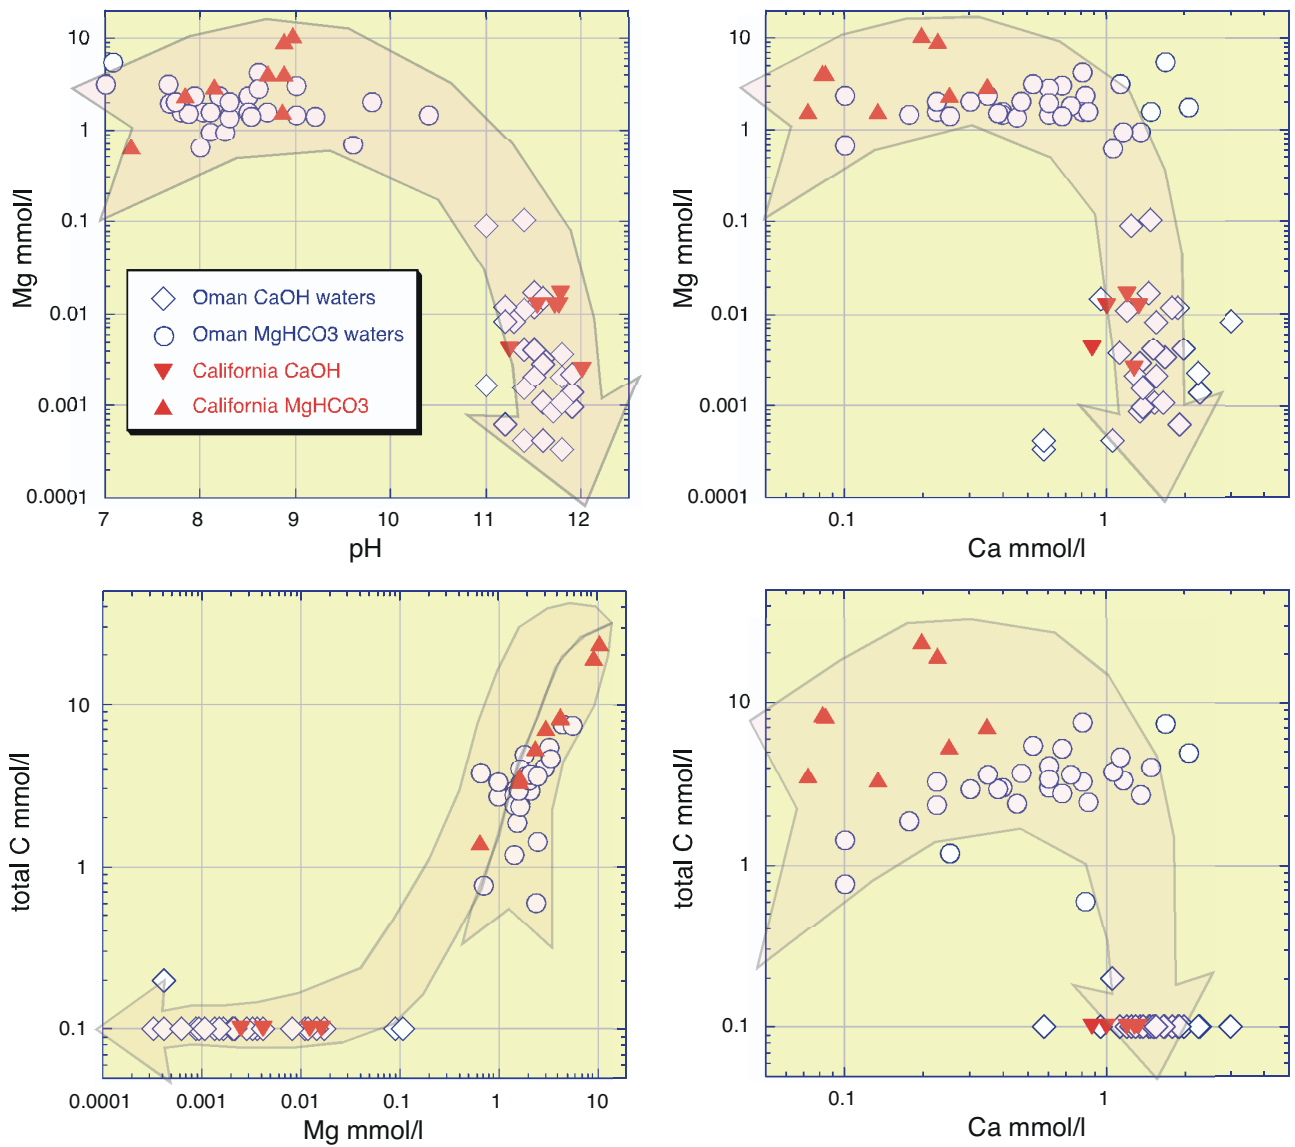 10
1
0.1
0.01
0.001
0.0001
Mg mmol/l
Oman CaOH waters
Oman MgHCO3 waters
California CaOH
California MgHCO3
7
8
9
10
11
12
pH
10
1
0.1
0.01
0.001
0.0001
Mg mmol/l
0.1
1
Ca mmol/l
10
1
0.1
total C mmol/l
0.0001
0.001
0.01
0.1
1
10
Mg mmol/l
10
1
0.1
total C mmol/l
0.1
1
Ca mmol/l